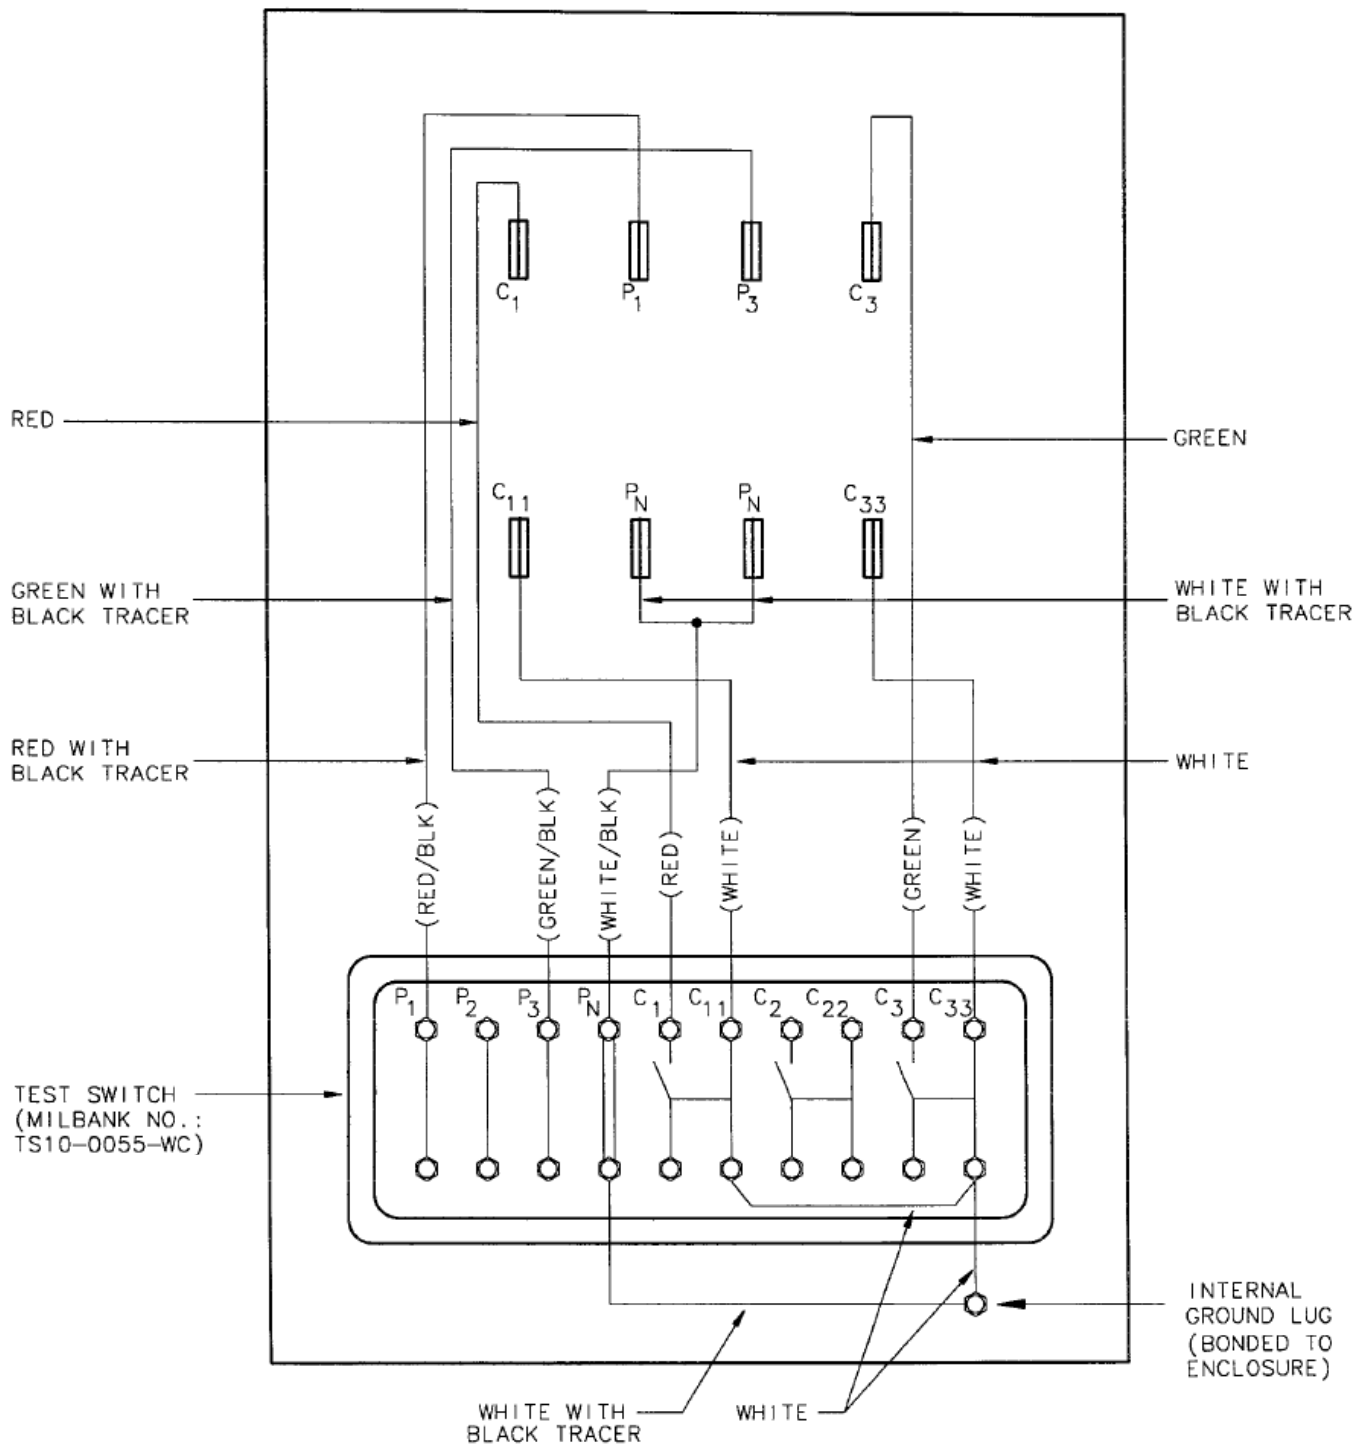 C1
P1
P3
C3
RED
GREEN
C11
PN
PN
C33
GREEN WITH
BLACK TRACER
WHITE WITH
BLACK TRACER
RED WITH
BLACK TRACER
WHITE
(RED/BLK)
(GREEN/BLK)
(WHITE/BLK)
(RED)
(WHITE)
(GREEN)
(WHITE)
P1
P2
P3
PN
C1
C11
C2
C22
C3
C33
TEST SWITCH
(MILBANK NO.:
TS10-0055-WC)
INTERNAL
GROUND LUG
(BONDED TO
ENCLOSURE)
WHITE WITH
BLACK TRACER
WHITE